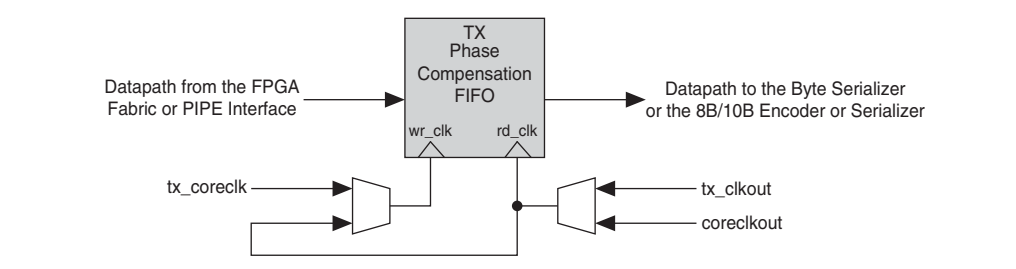 TX
Phase
Compensation
FIFO
Datapath from the FPGA
Fabric or PIPE Interface
Datapath to the Byte Serializer
or the 8B/10B Encoder or Serializer
wr_clk
rd_clk
tx_coreclk
tx_clkout
coreclkout